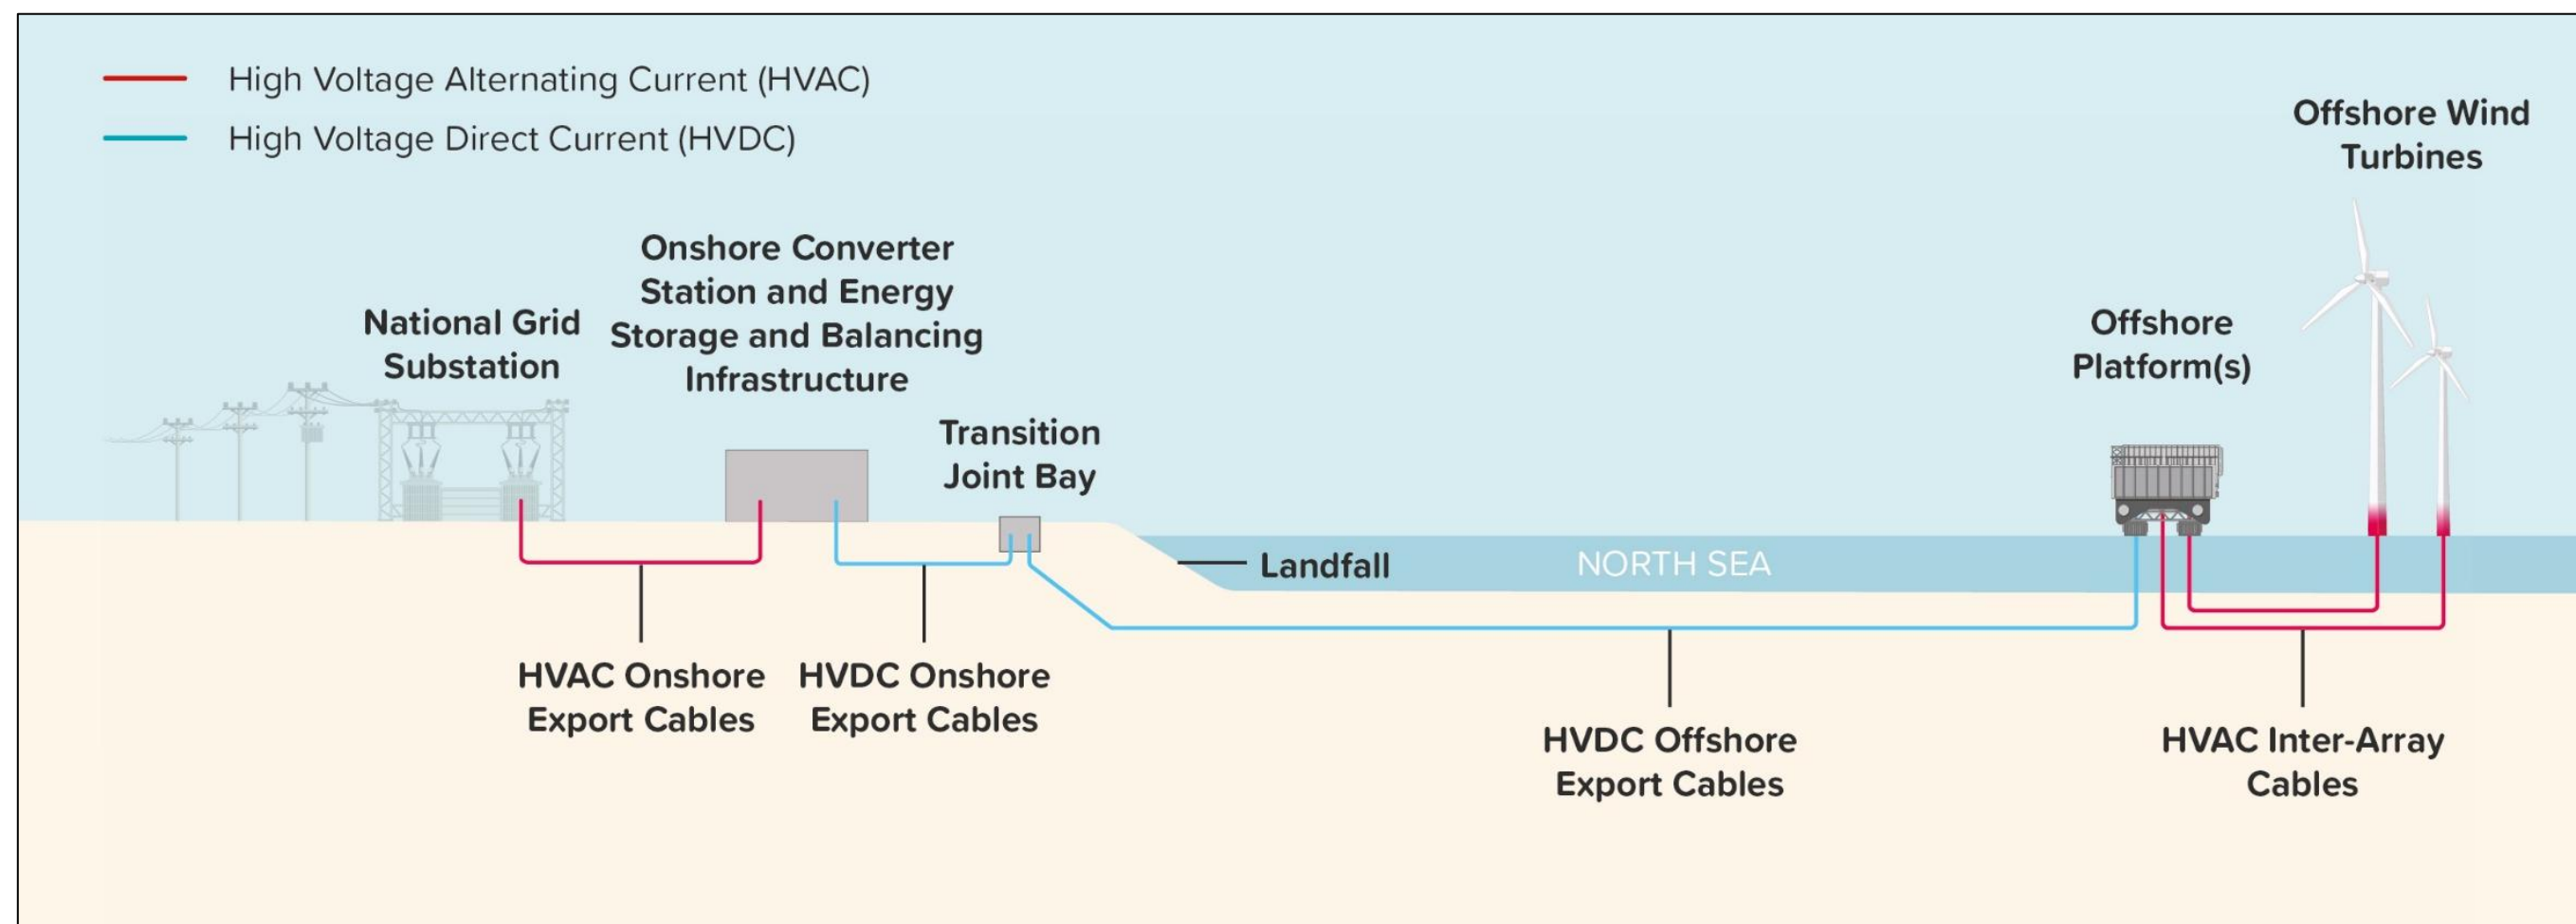 High Voltage Alternating Current (HVAC)
High Voltage Direct Current (HVDC)
Offshore Wind
Turbines
Onshore Converter
Station and Energy
Storage and Balancing
Infrastructure
National Grid
Substation
Offshore
Platform(s)
Transition
Joint Bay
Landfall
NORTH SEA
HVAC Onshore
Export Cables
HVDC Onshore
Export Cables
HVDC Offshore
Export Cables
HVAC Inter-Array
Cables